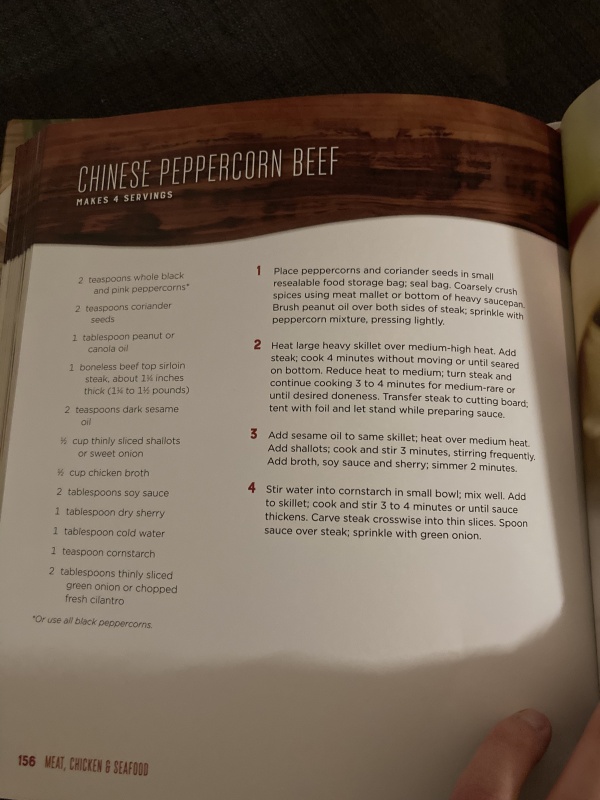 CHINESE PEPPERCORN BEEF
MAKES 4 SERVINGS
2 teaspoons whole black
and pink peppercorns*
2 teaspoons coriander
seeds
1 tablespoon peanut or
canola oil
1 boneless beef top sirloin
steak, about 1¼ inches
thick (1¼ to 1½ pounds)
2 teaspoons dark sesame
oil
½ cup thinly sliced shallots
or sweet onion
½ cup chicken broth
2 tablespoons soy sauce
1 tablespoon dry sherry
1 tablespoon cold water
1 teaspoon cornstarch
2 tablespoons thinly sliced
green onion or chopped
fresh cilantro
*Or use all black peppercorns.
1 Place peppercorns and coriander seeds in small
resealable food storage bag; seal bag. Coarsely crush
spices using meat mallet or bottom of heavy saucepan.
Brush peanut oil over both sides of steak; sprinkle with
peppercorn mixture, pressing lightly.
2 Heat large heavy skillet over medium-high heat. Add
steak; cook 4 minutes without moving or until seared
on bottom. Reduce heat to medium; turn steak and
continue cooking 3 to 4 minutes for medium-rare or
until desired doneness. Transfer steak to cutting board;
tent with foil and let stand while preparing sauce.
3 Add sesame oil to same skillet; heat over medium heat.
Add shallots; cook and stir 3 minutes, stirring frequently.
Add broth, soy sauce and sherry; simmer 2 minutes.
4 Stir water into cornstarch in small bowl; mix well. Add
to skillet; cook and stir 3 to 4 minutes or until sauce
thickens. Carve steak crosswise into thin slices. Spoon
sauce over steak; sprinkle with green onion.
156 MEAT, CHICKEN & SEAFOOD